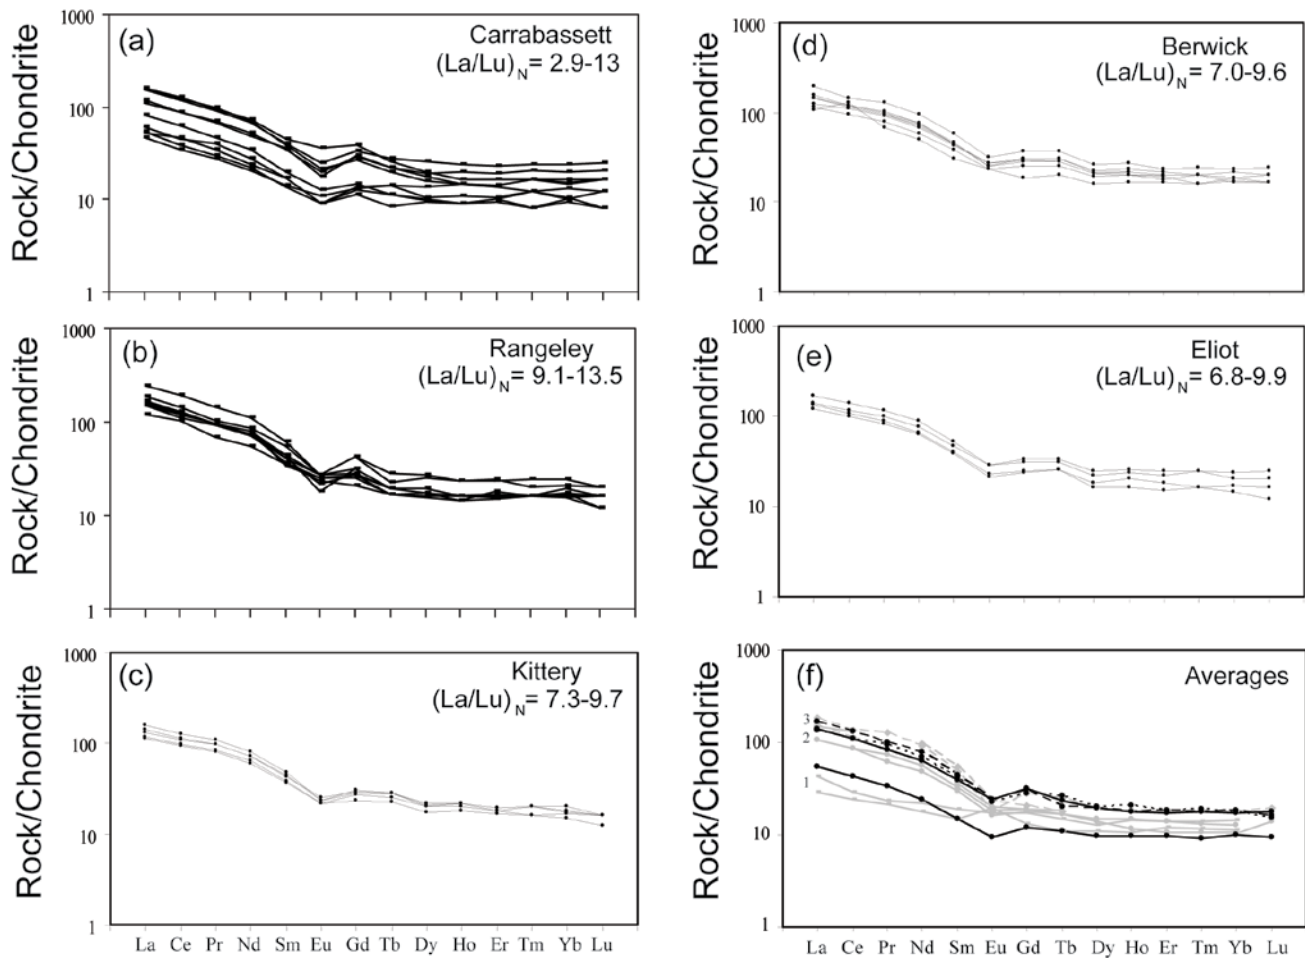 (a)
Carrabassett
(La/Lu)N= 2.9-13
Rock/Chondrite
1000
100
10
1
(b)
Rangeley
(La/Lu)N= 9.1-13.5
Rock/Chondrite
1000
100
10
1
(c)
Kittery
(La/Lu)N= 7.3-9.7
Rock/Chondrite
1000
100
10
1
La Ce Pr Nd Sm Eu Gd Tb Dy Ho Er Tm Yb Lu
(d)
Berwick
(La/Lu)N= 7.0-9.6
Rock/Chondrite
1000
100
10
1
(e)
Eliot
(La/Lu)N= 6.8-9.9
Rock/Chondrite
1000
100
10
1
(f)
Averages
Rock/Chondrite
1000
100
10
1
3
2
1
La Ce Pr Nd Sm Eu Gd Tb Dy Ho Er Tm Yb Lu